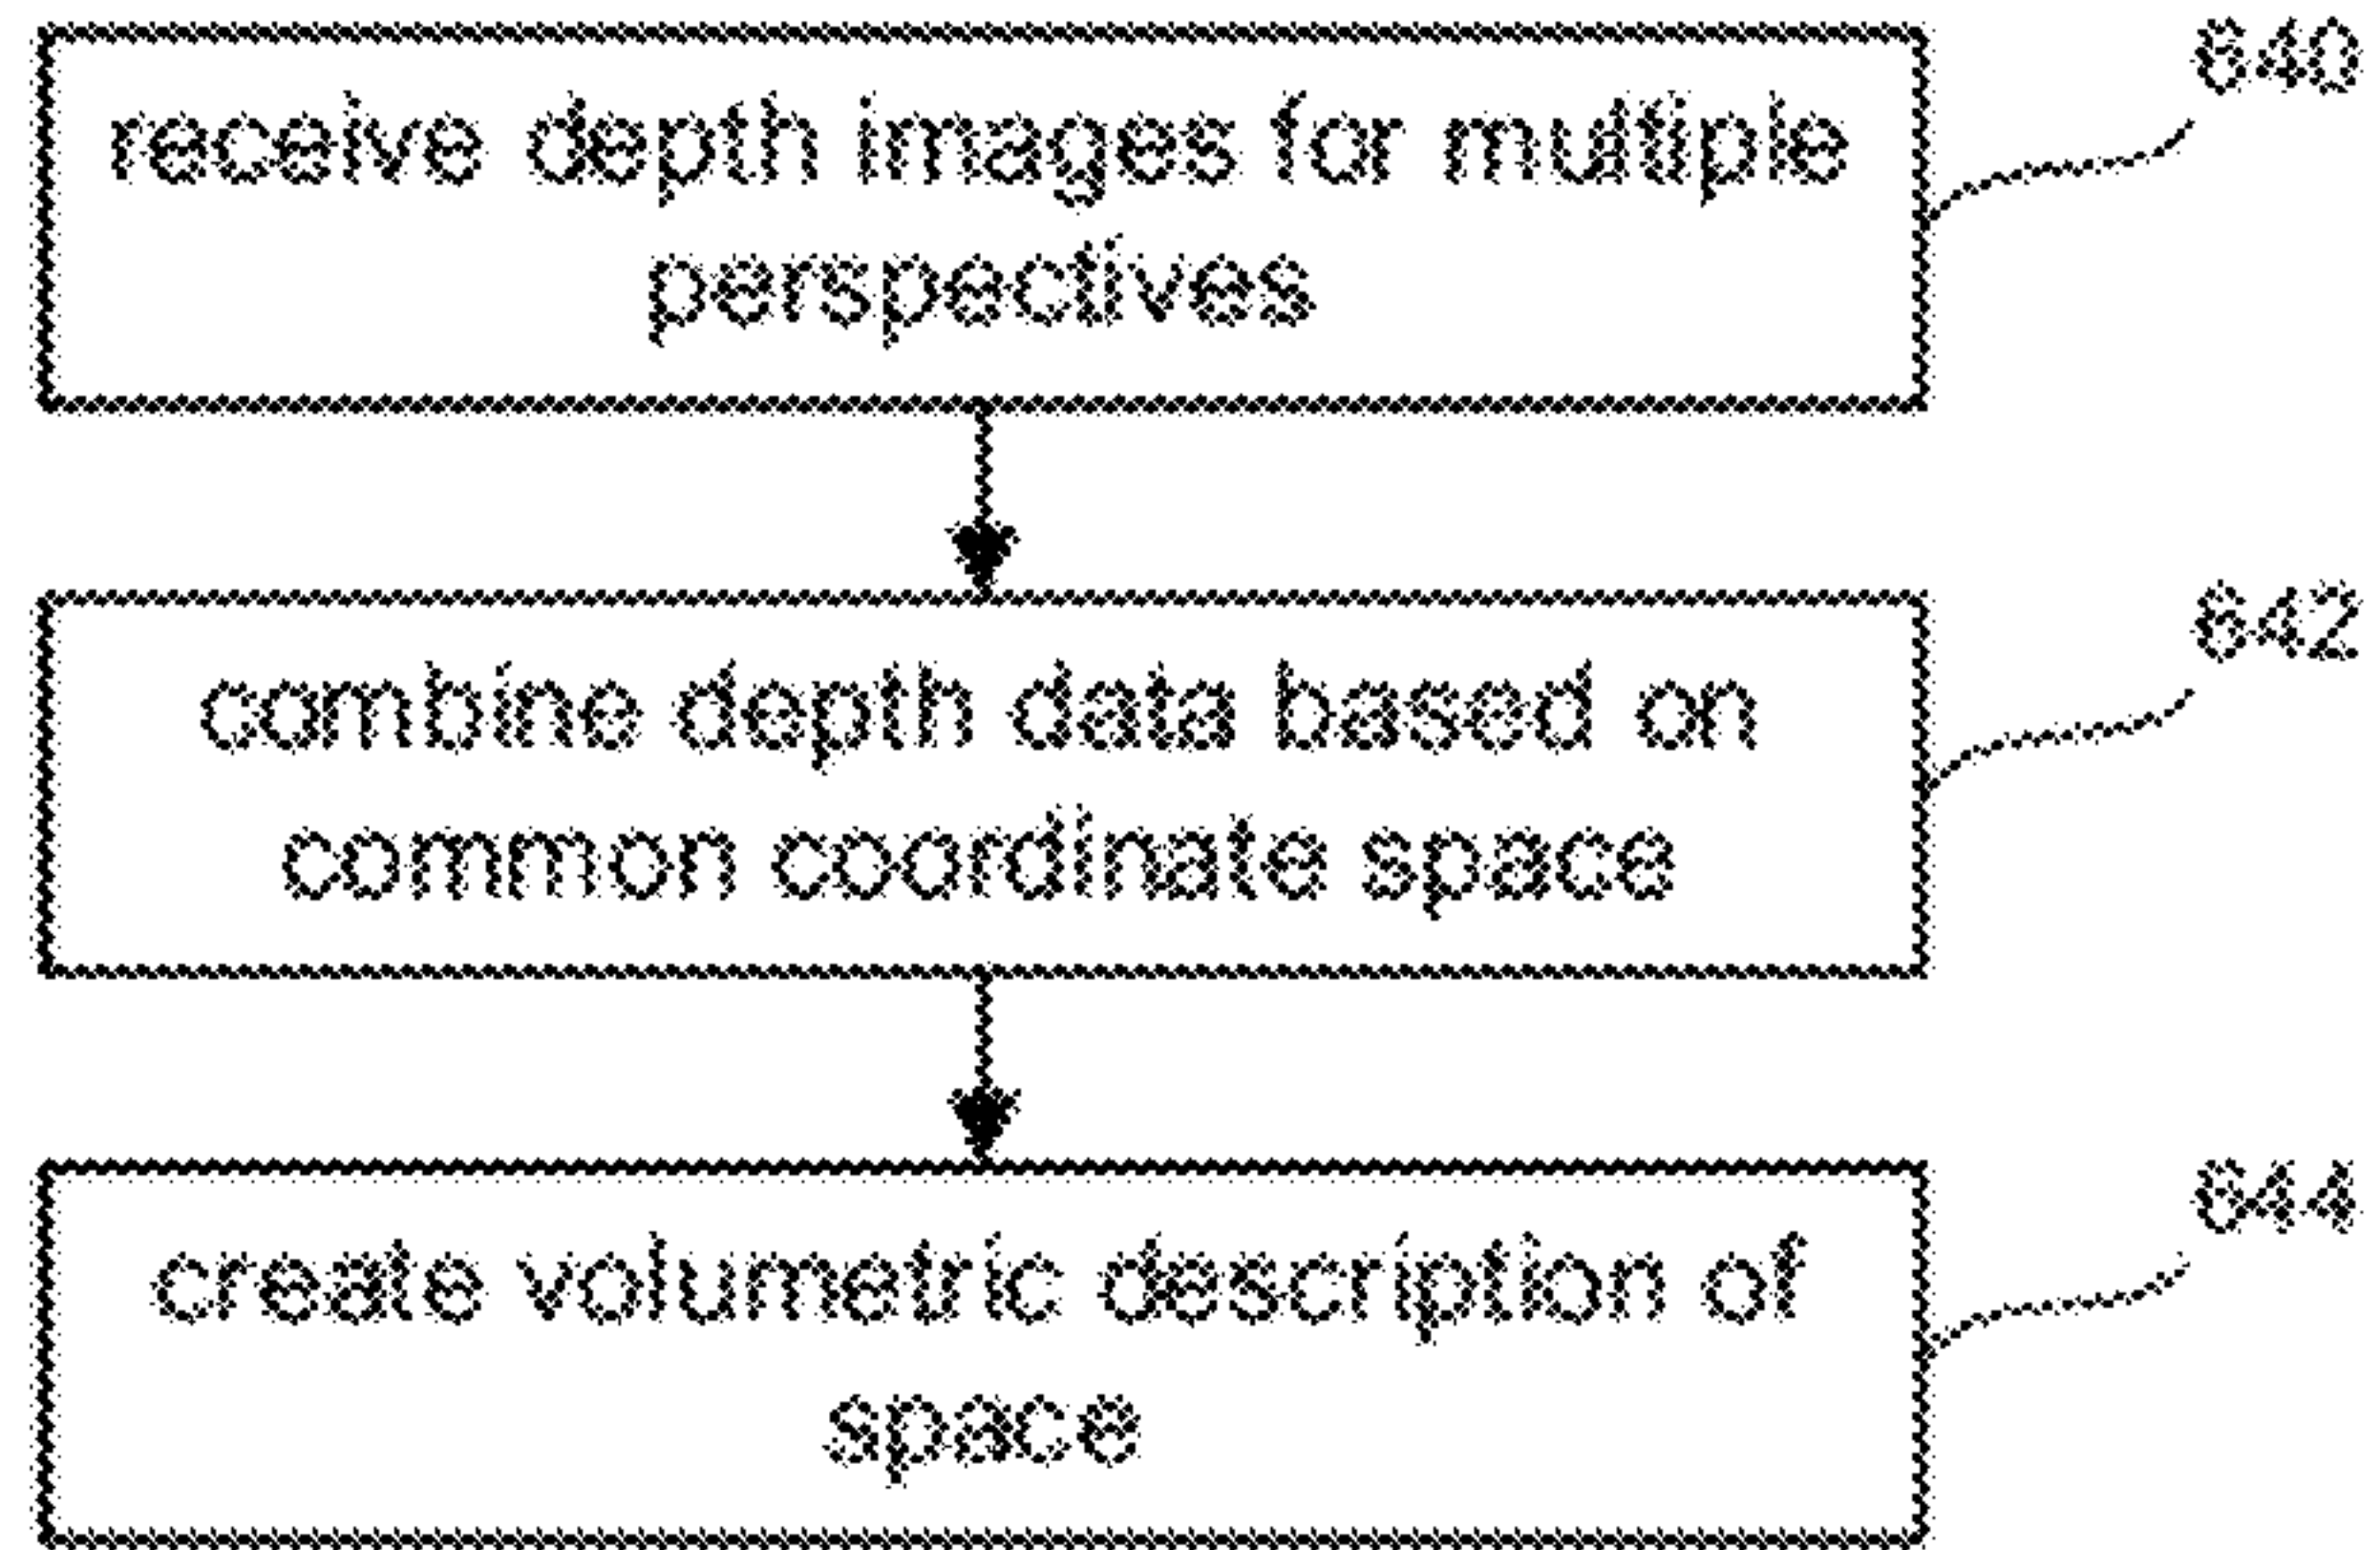 receive depth images for multiple
perspectives
640
combine depth data based on
common coordinate space
642
create volumetric description of
space
644